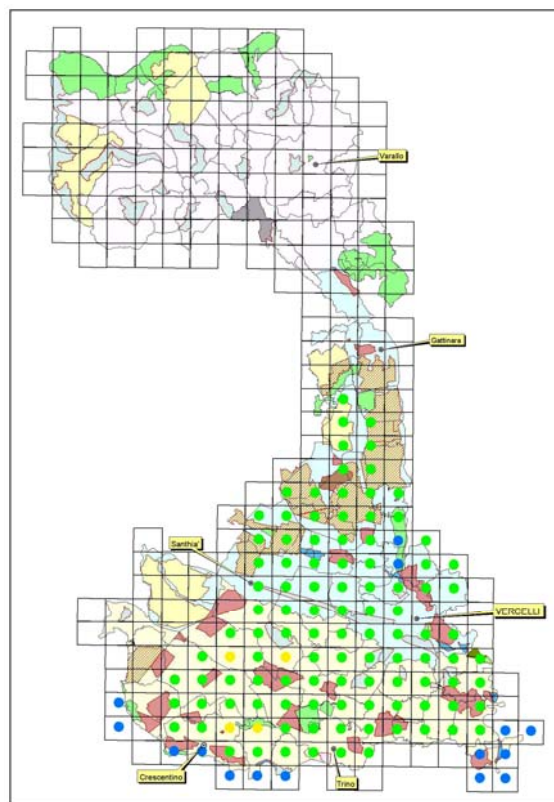 Varallo
Gattinara
Santhia'
VERCELLI
Crescentino
Trino